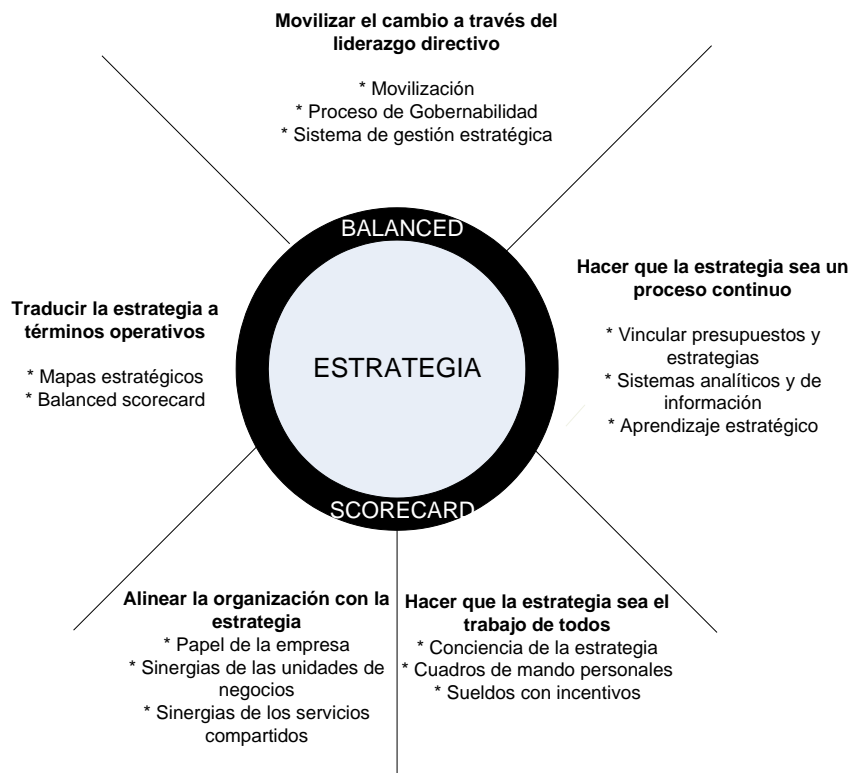 Movilizar el cambio a través del
liderazgo directivo
* Movilización
* Proceso de Gobernabilidad
* Sistema de gestión estratégica
BALANCED
ESTRATEGIA
SCORECARD
Hacer que la estrategia sea un
proceso continuo
* Vincular presupuestos y
estrategias
* Sistemas analíticos y de
información
* Aprendizaje estratégico
Traducir la estrategia a
términos operativos
* Mapas estratégicos
* Balanced scorecard
Alinear la organización con la
estrategia
* Papel de la empresa
* Sinergias de las unidades de
negocios
* Sinergias de los servicios
compartidos
Hacer que la estrategia sea el
trabajo de todos
* Conciencia de la estrategia
* Cuadros de mando personales
* Sueldos con incentivos